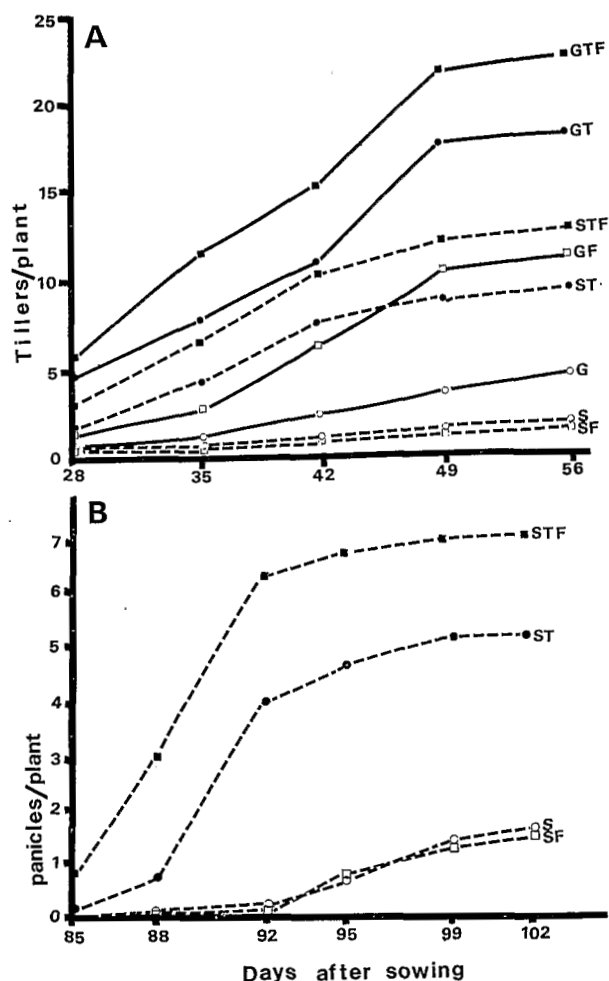 A
25
20
15
10
5
0
Tillers/plant
GTF
GT
STF
GF
ST
G
S
SF
28 35 42 49 56
B
7
6
5
4
3
2
1
0
panicles/plant
STF
ST
S
SF
85 88 92 95 99 102
Days after sowing